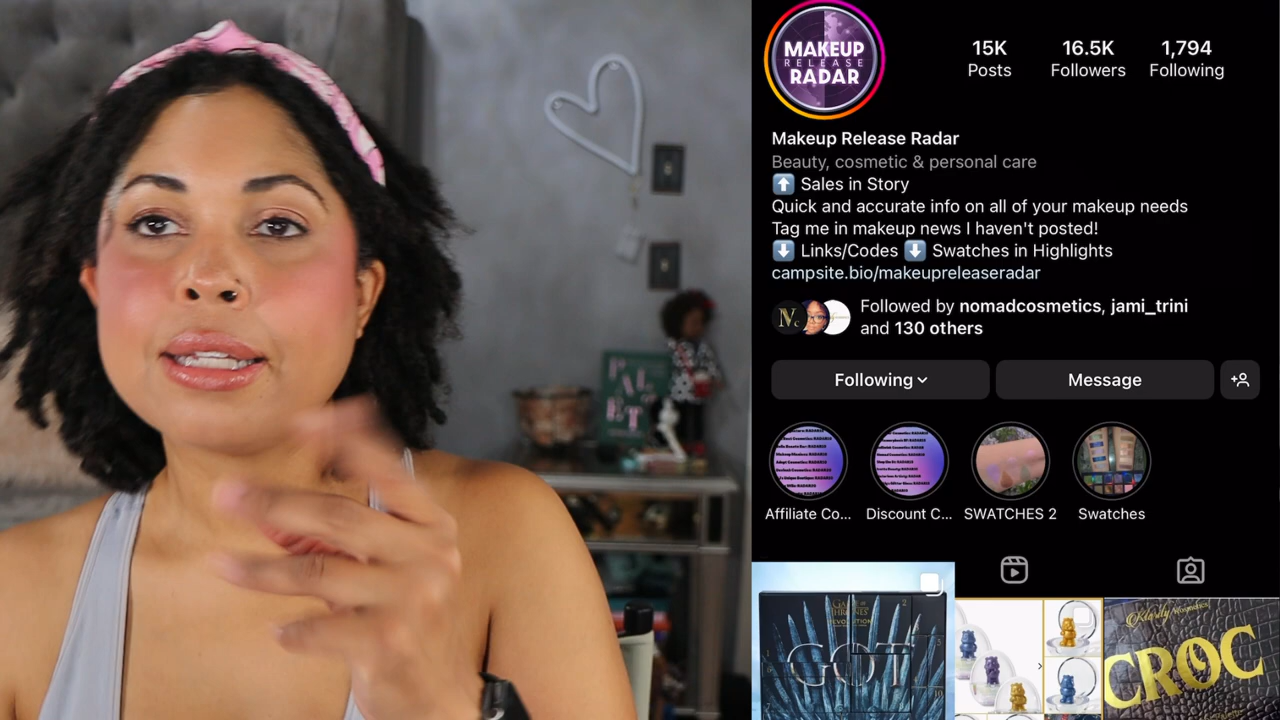 MAKEUP
RELEASE
RADAR
15K
Posts
16.5K
Followers
1,794
Following
Makeup Release Radar
Beauty, cosmetic & personal care
⬆️ Sales in Story
Quick and accurate info on all of your makeup needs
Tag me in makeup news I haven't posted!
⬇️ Links/Codes ⬇️ Swatches in Highlights
campsite.bio/makeupreleaseradar
Followed by nomadcosmetics, jami_trini
and 130 others
Following
Message
Affiliate Co...
Discount C...
SWATCHES 2
Swatches
GAME OF
THRONES
REVOLUTION
GOT
Kosmetics
CROC
PAL
ET